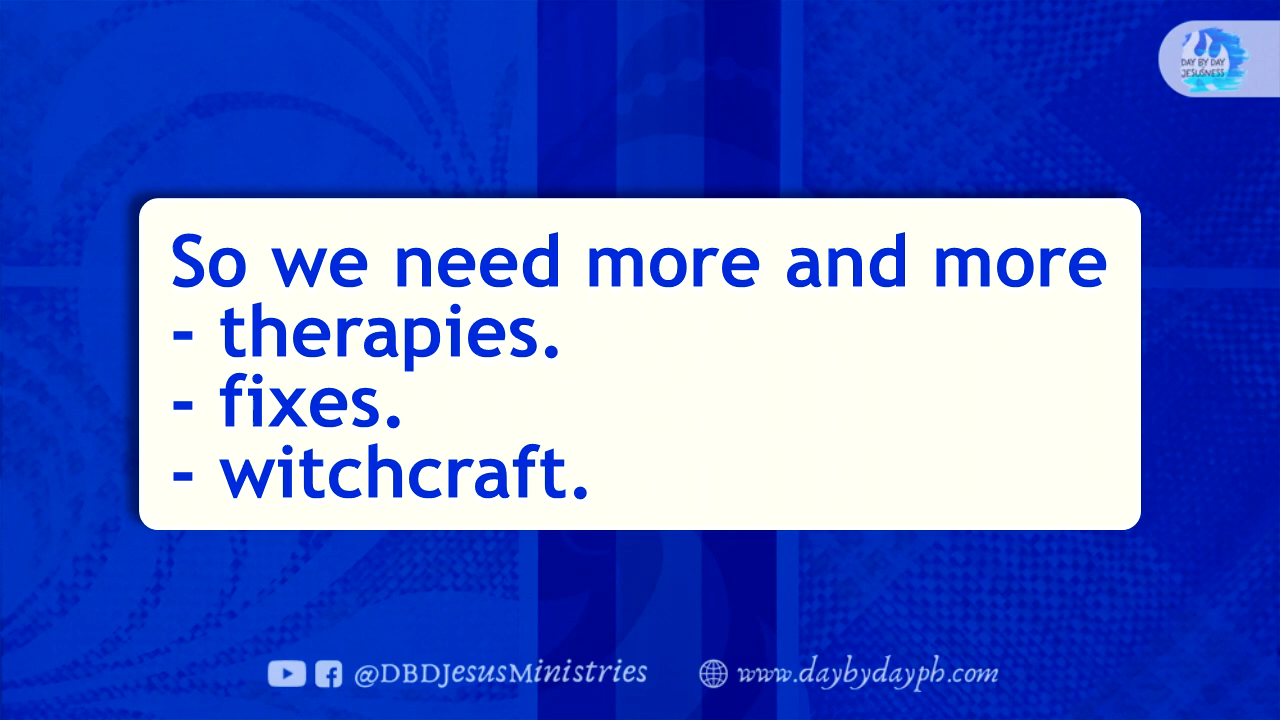 DAY BY DAY
JESUSNESS
So we need more and more
- therapies.
- fixes.
- witchcraft.
@DBDJesusMinistries
www.daybydayph.com